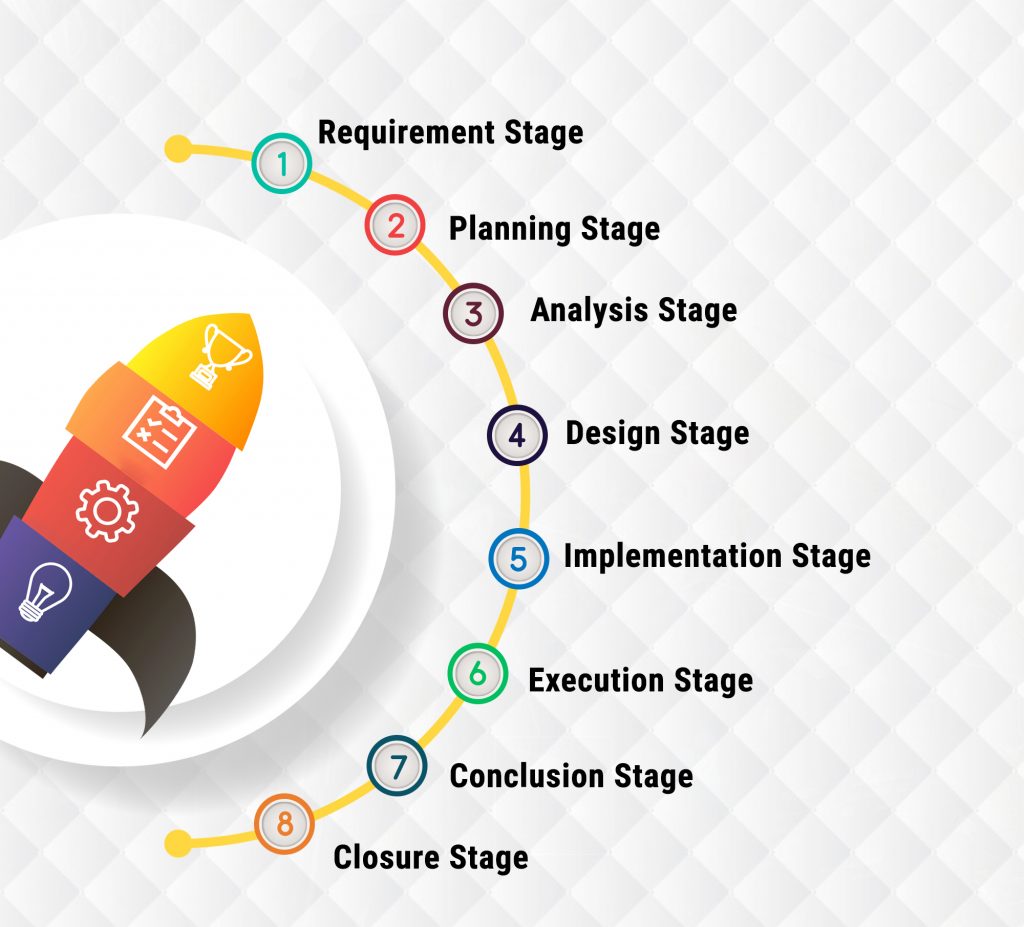 1 Requirement Stage
2 Planning Stage
3 Analysis Stage
4 Design Stage
5 Implementation Stage
6 Execution Stage
7 Conclusion Stage
8 Closure Stage